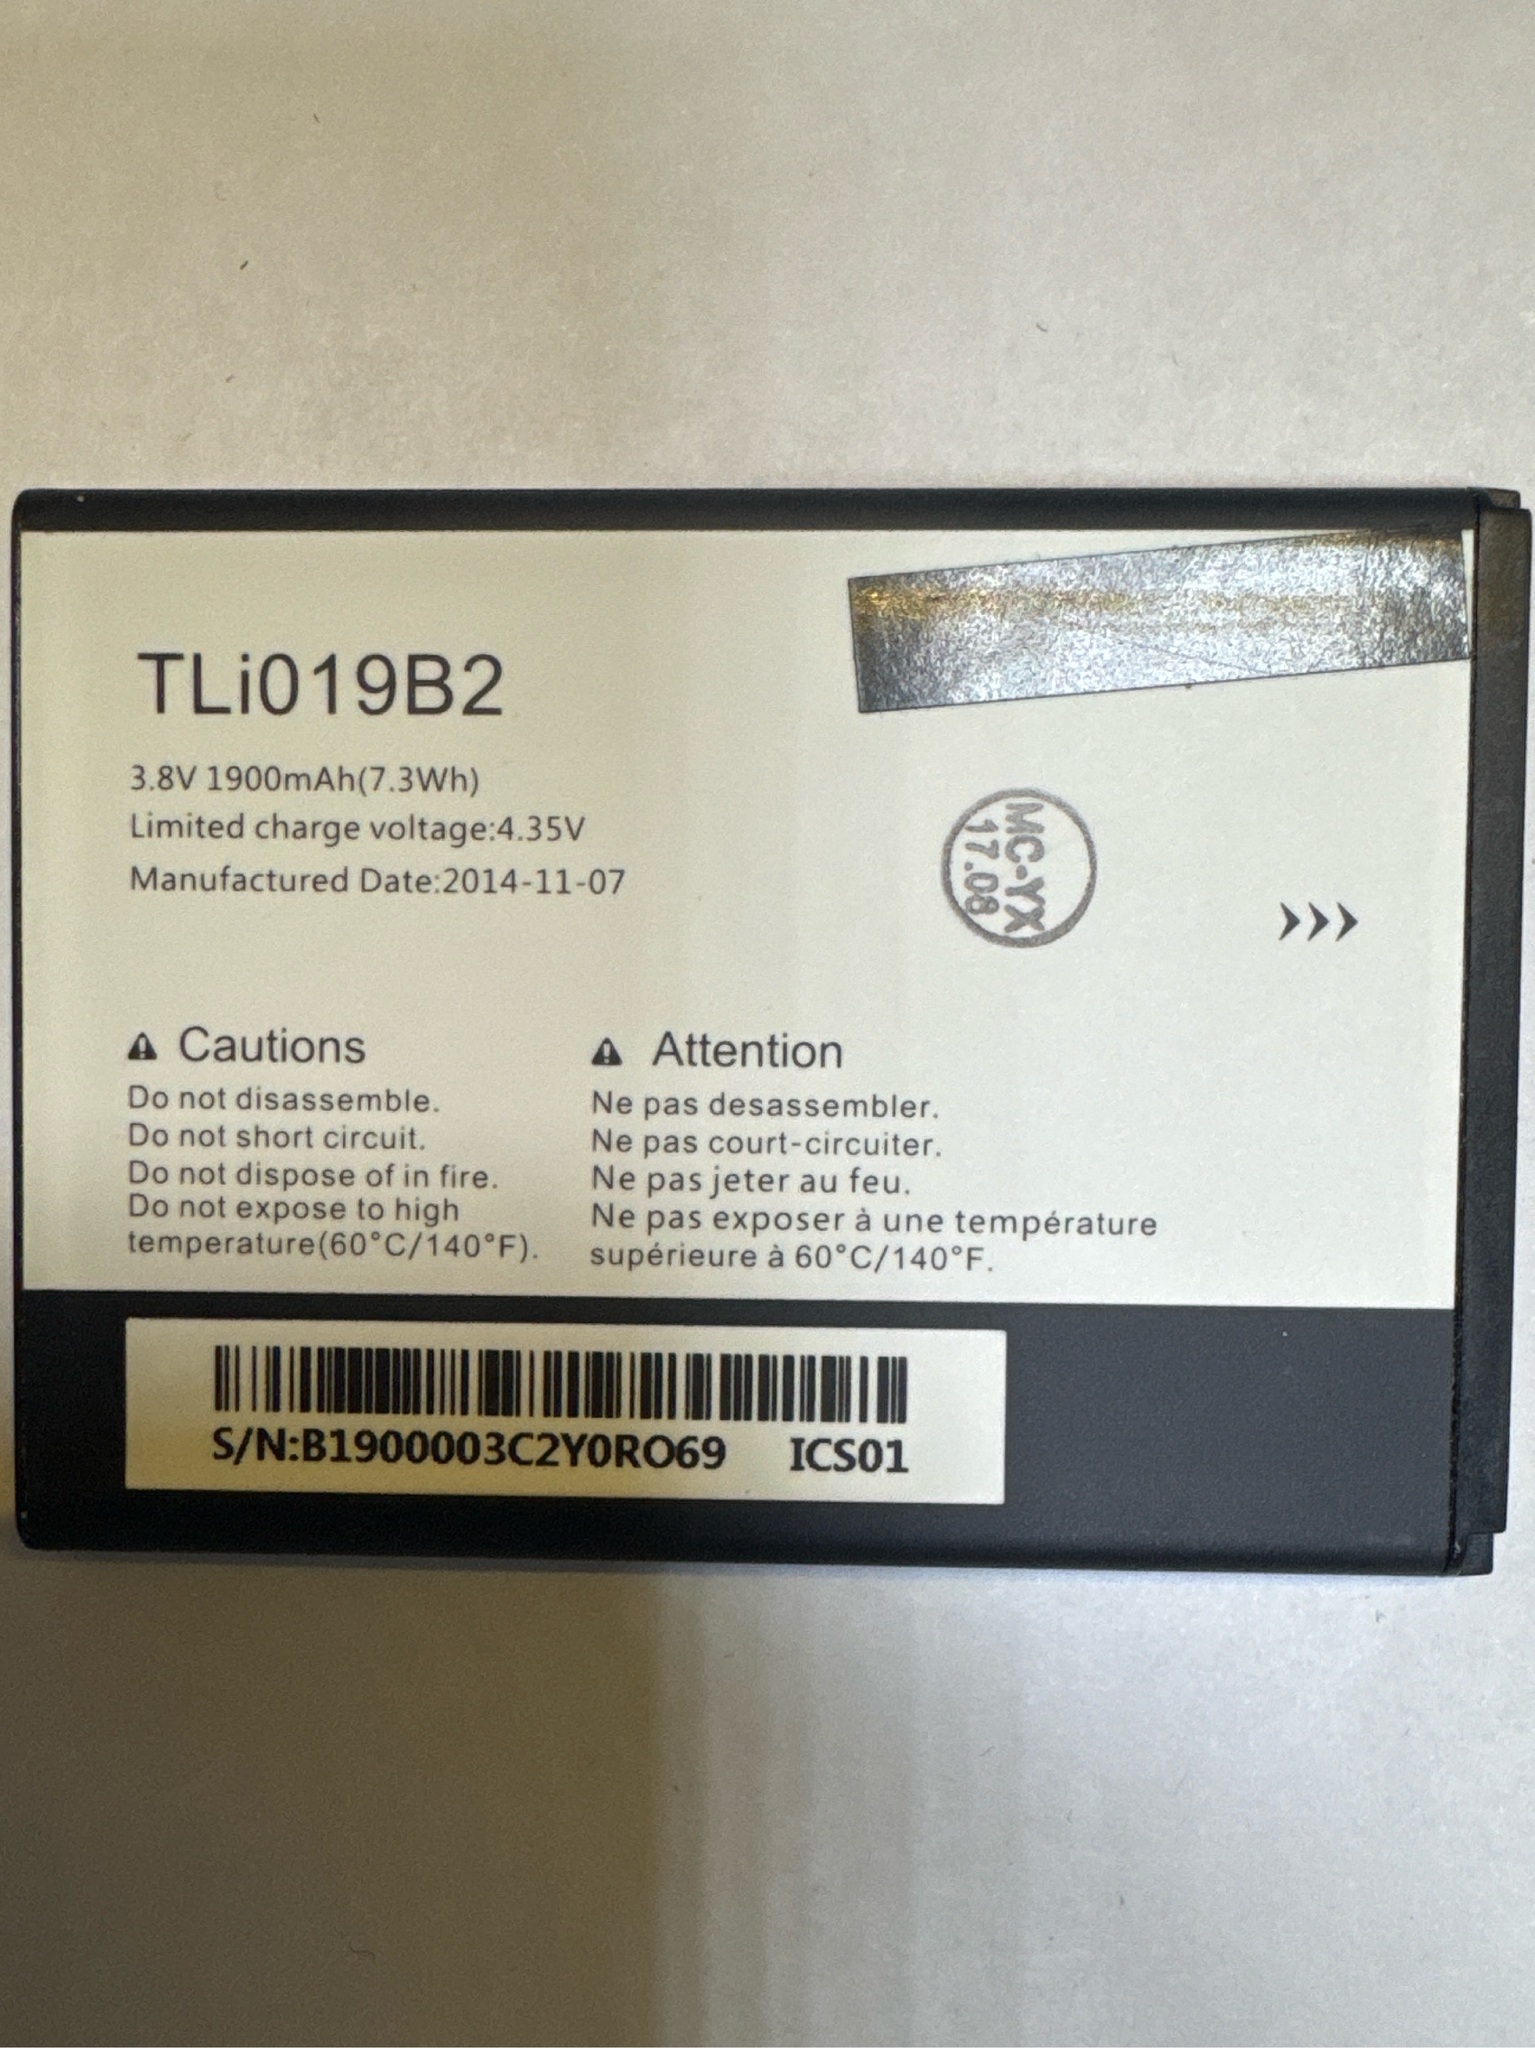 TLi019B2
3.8V 1900mAh(7.3Wh)
Limited charge voltage:4.35V
Manufactured Date:2014-11-07
MC-YX
17.08
Cautions
Do not disassemble.
Do not short circuit.
Do not dispose of in fire.
Do not expose to high
temperature(60°C/140°F).
Attention
Ne pas desassembler.
Ne pas court-circuiter.
Ne pas jeter au feu.
Ne pas exposer à une température
supérieure à 60°C/140°F.
S/N:B1900003C2Y0RO69 ICS01